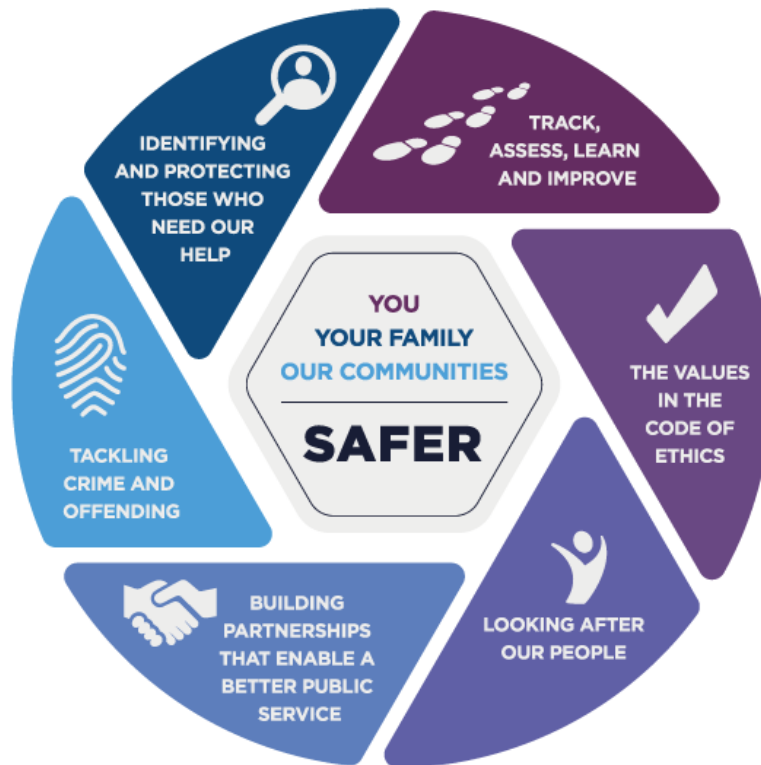 IDENTIFYING
AND PROTECTING
THOSE WHO
NEED OUR
HELP
TRACK,
ASSESS, LEARN
AND IMPROVE
YOU
YOUR FAMILY
OUR COMMUNITIES
SAFER
THE VALUES
IN THE
CODE OF
ETHICS
TACKLING
CRIME AND
OFFENDING
BUILDING
PARTNERSHIPS
THAT ENABLE A
BETTER PUBLIC
SERVICE
LOOKING AFTER
OUR PEOPLE